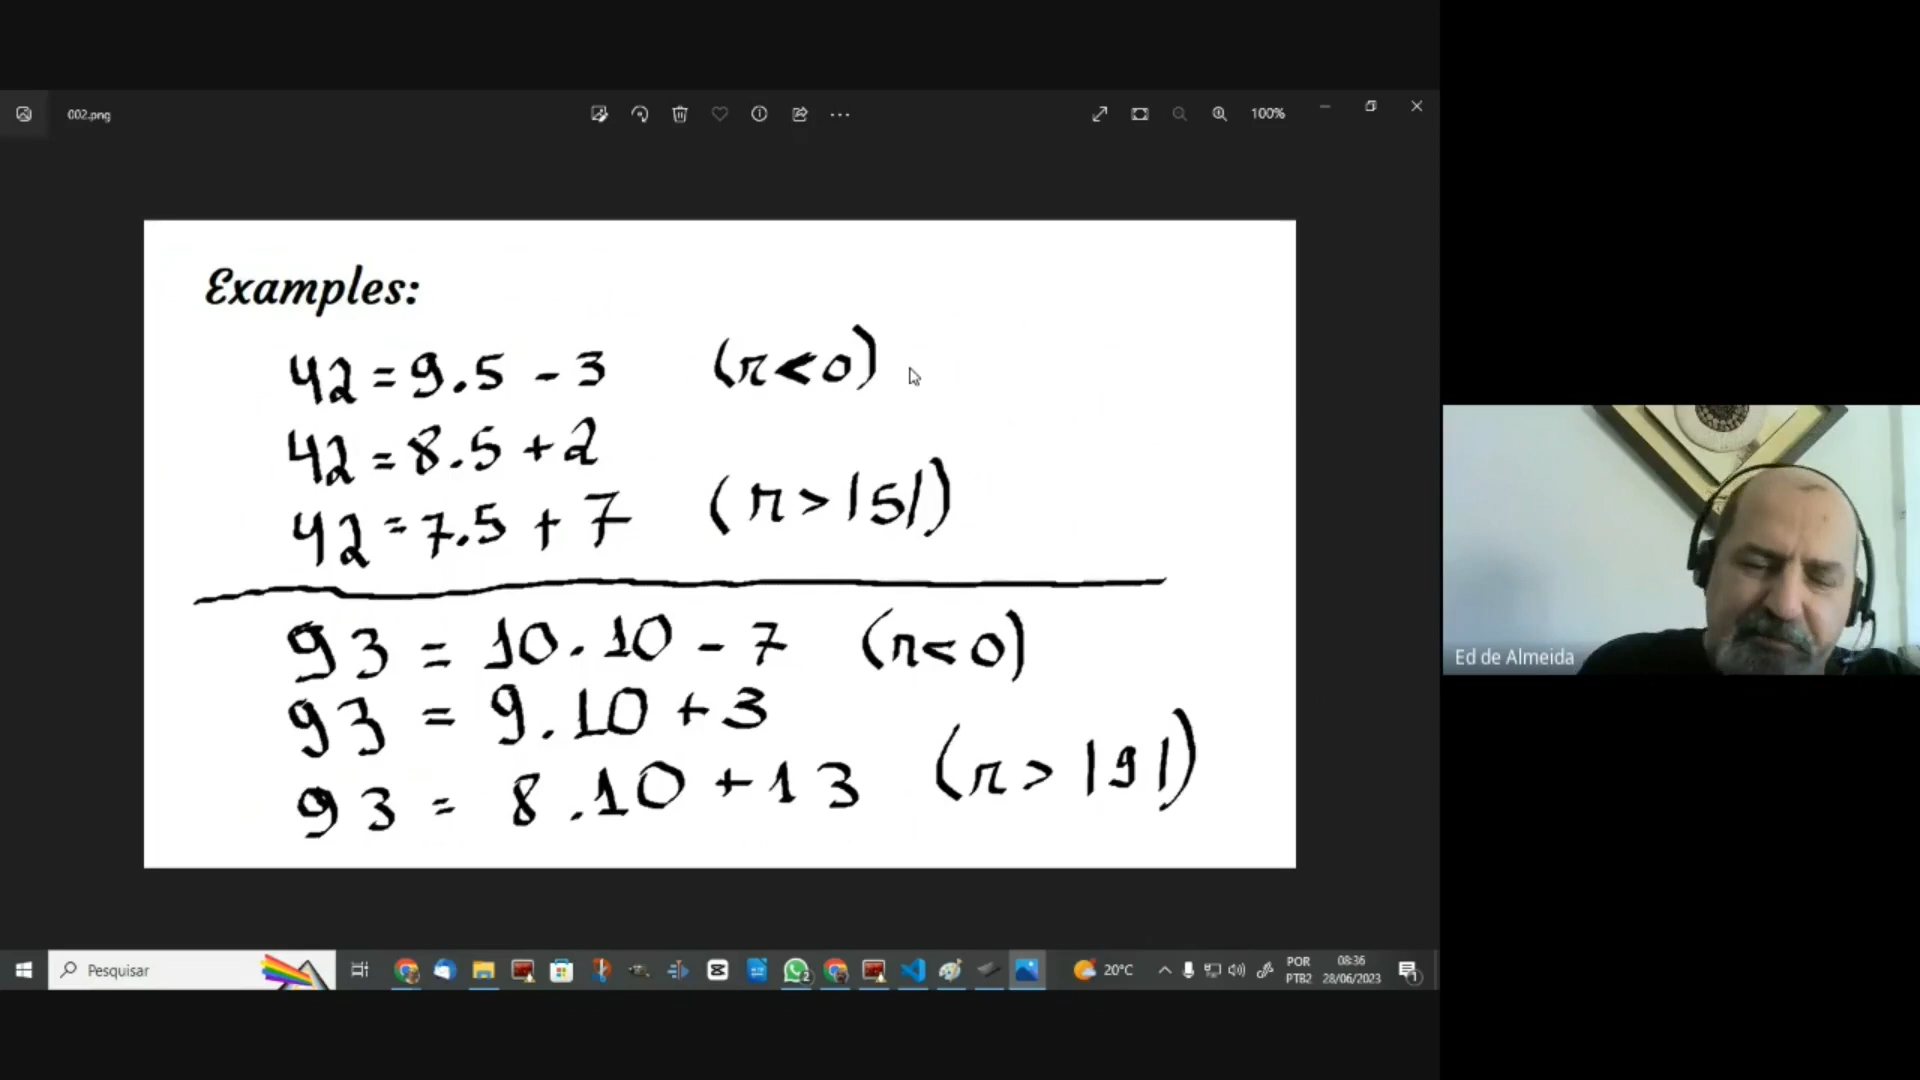 002.png
100%
Examples:
42 = 9.5 - 3 (r<0)
42 = 8.5 + 2
42 = 7.5 + 7 (r > |5|)
93 = 10.10 - 7 (r<0)
93 = 9.10 + 3
93 = 8.10 + 13 (r > |9|)
Ed de Almeida
Pesquisar
2
20°C
POR
PTB2
08:36
28/06/2023
1